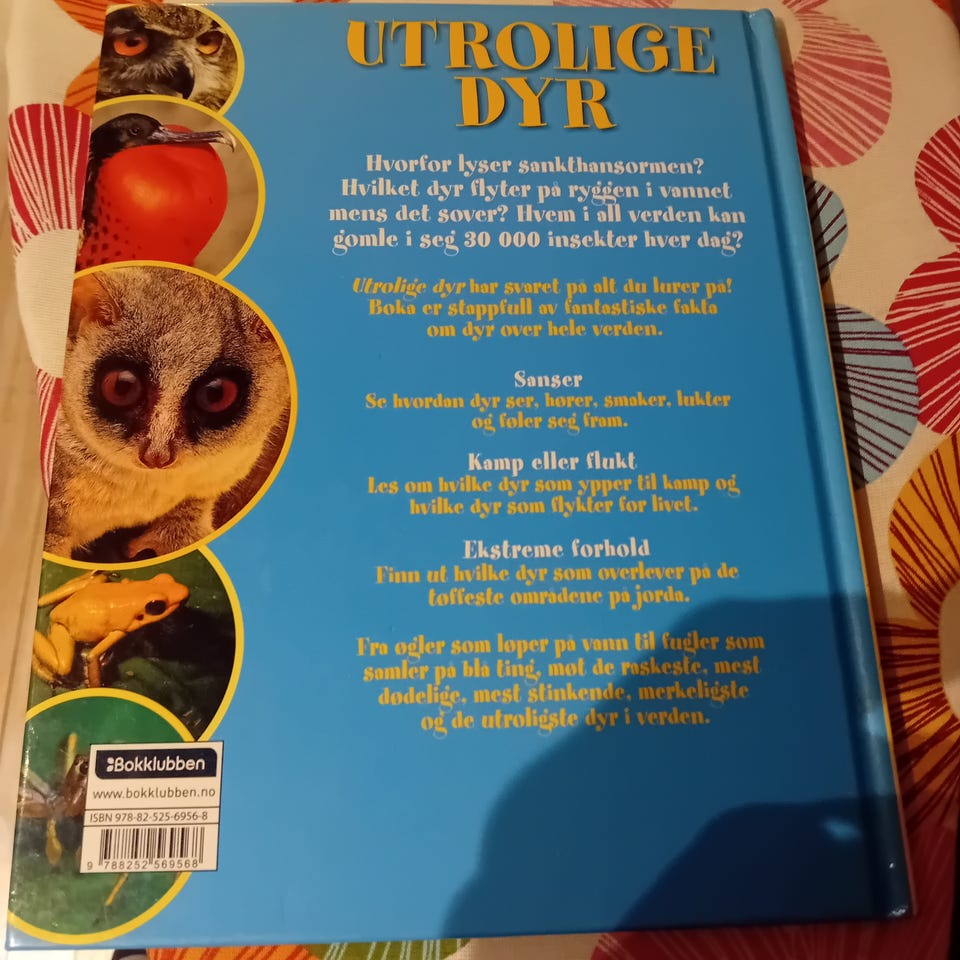 UTROLIGE
DYR
Hvorfor lyser sankthansormen?
Hvilket dyr flyter på ryggen i vannet
mens det sover? Hvem i all verden kan
gomle i seg 30 000 insekter hver dag?
Utrolige dyr har svaret på alt du lurer på!
Boka er stappfull av fantastiske fakta
om dyr over hele verden.
Sanser
Se hvordan dyr ser, hører, smaker, lukter
og føler seg fram.
Kamp eller flukt
Les om hvilke dyr som ypper til kamp og
hvilke dyr som flykter for livet.
Ekstreme forhold
Finn ut hvilke dyr som overlever på de
tøffeste områdene på jorda.
Fra øgler som løper på vann til fugler som
samler på blå ting, møt de raskeste, mest
dødelige, mest stinkende, merkeligste
og de utroligste dyr i verden.
Bokklubben
www.bokklubben.no
ISBN 978-82-525-6956-8
9 788252 569568